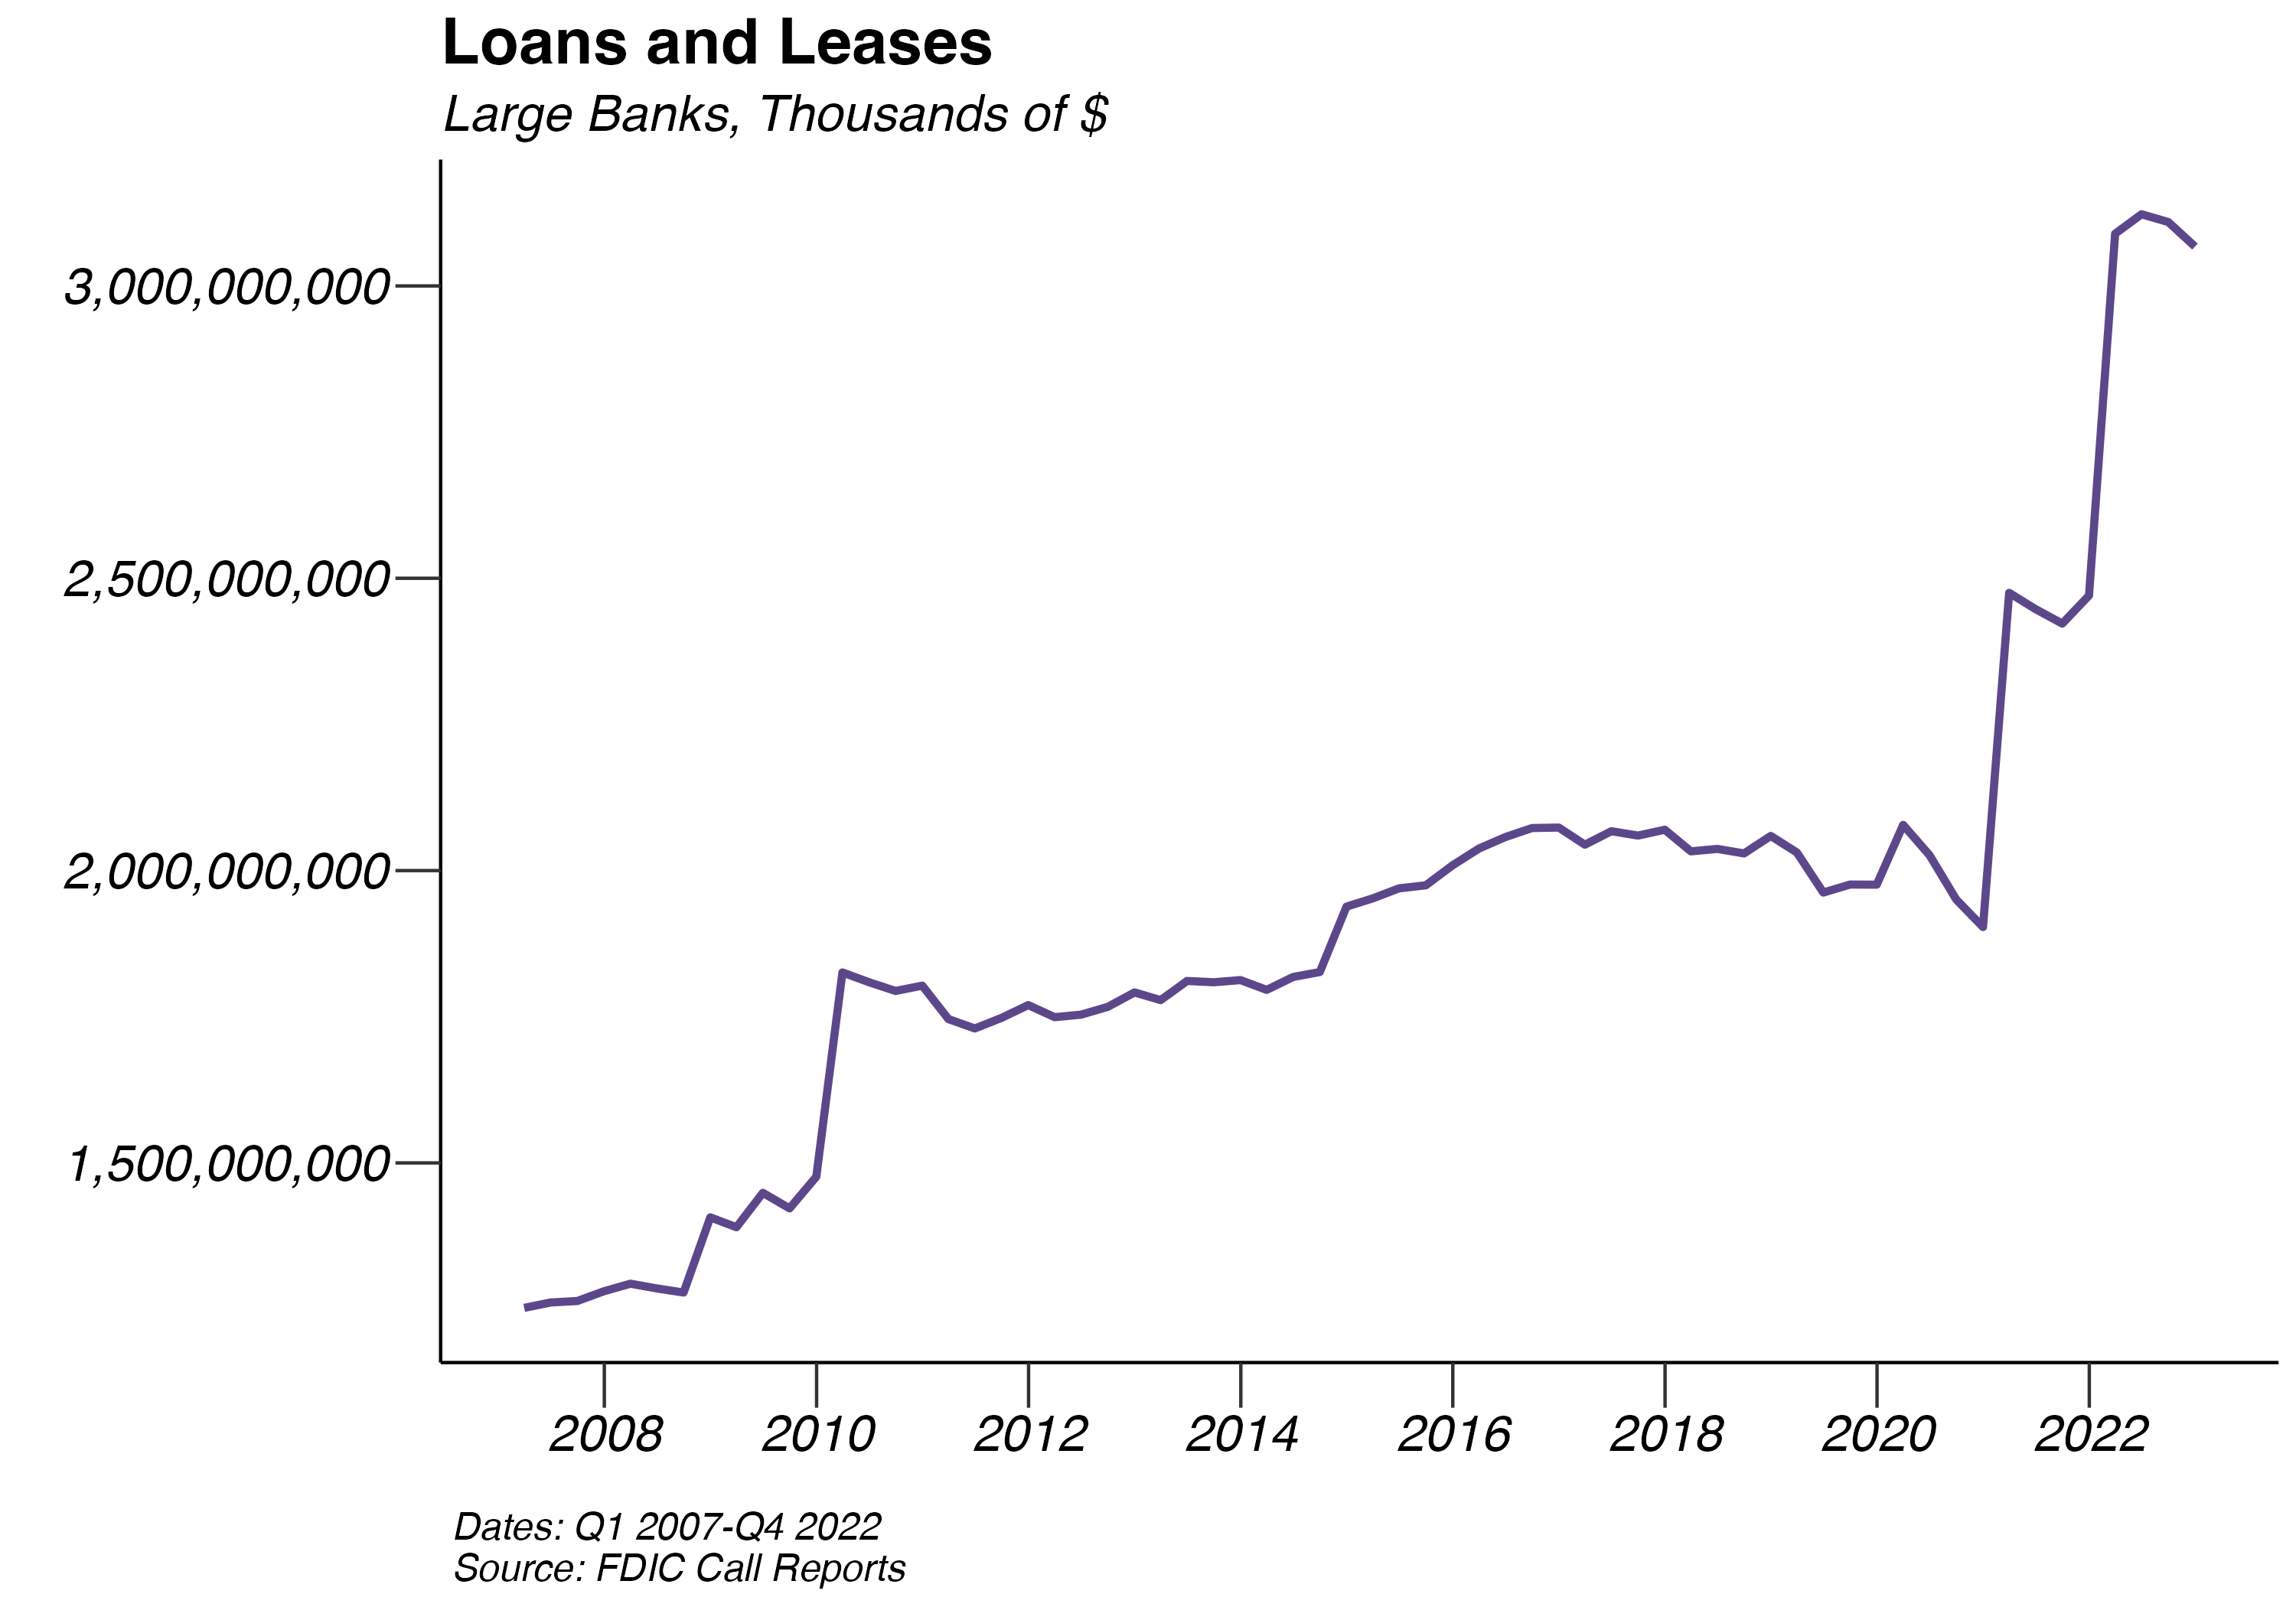 Loans and Leases
Large Banks, Thousands of $
3,000,000,000
2,500,000,000
2,000,000,000
1,500,000,000
2008 2010 2012 2014 2016 2018 2020 2022
Dates: Q1 2007-Q4 2022
Source: FDIC Call Reports